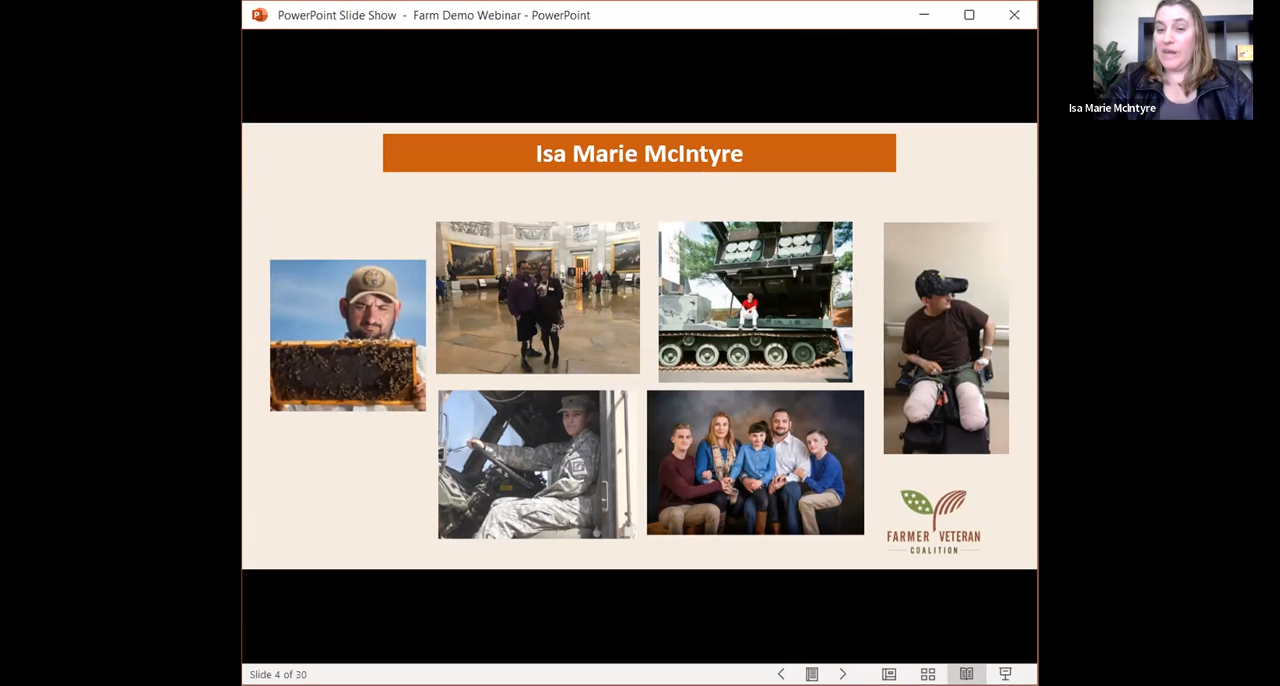 PowerPoint Slide Show - Farm Demo Webinar - PowerPoint
Isa Marie McIntyre
Isa Marie McIntyre
FARMER VETERAN
COALITION
Slide 4 of 30